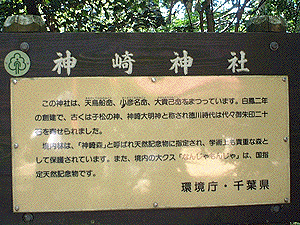 神崎神社
この神社は、天鳥船命、少彦名命、大貴己命をまつっています。白鳳二年
の創建で、古くは子松の神、神崎大明神と称され徳川時代は代々御朱印二十
石を寄せられました。
境内林は、「神崎森」と呼ばれ天然記念物に指定され、学術上も貴重な森と
して保護されています。また、境内の大クス「なんじゃもんじゃ」は、国指
定天然記念物です。
環境庁・千葉県